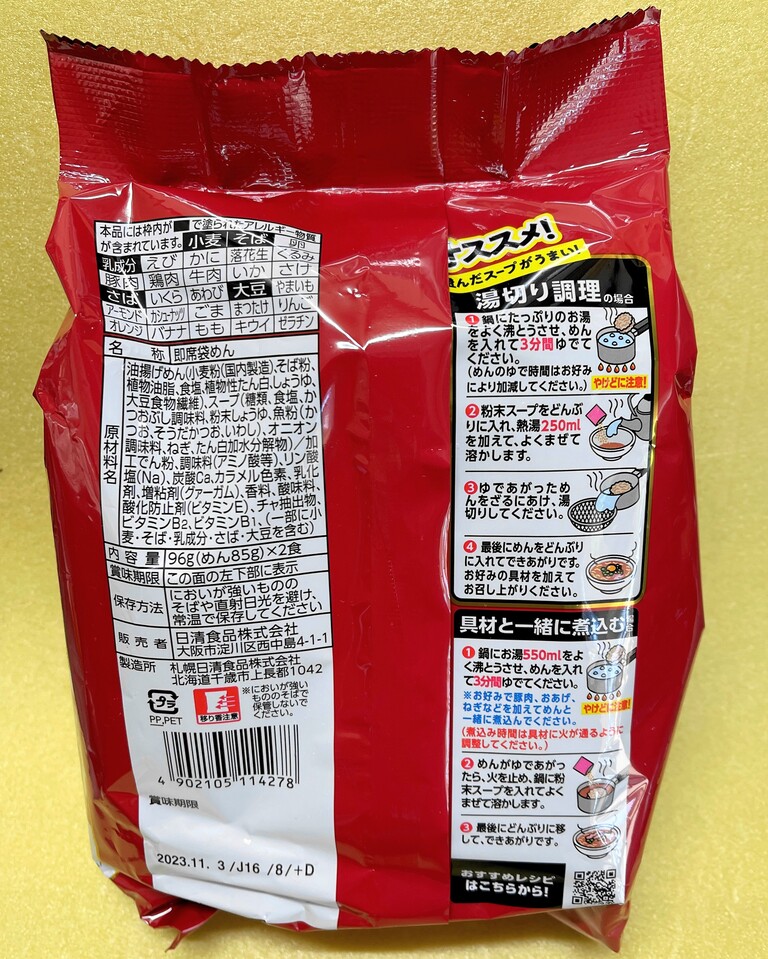 本品には枠内が■で塗られたアレルギー物質
が含まれています。 小麦 そば 卵
乳成分 えび かに 落花生 くるみ
豚肉 鶏肉 牛肉 いか さけ
さば いくら あわび 大豆 やまいも
アーモンド カシューナッツ ごま まつたけ りんご
オレンジ バナナ もも キウイ ゼラチン
名称 即席袋めん
原材料名
油揚げめん(小麦粉(国内製造)、そば粉、
植物油脂、食塩、植物性たん白、しょうゆ、
大豆食物繊維)、スープ(糖類、食塩、か
つおぶし調味料、粉末しょうゆ、魚粉(か
つお、そうだかつお、いわし)、オニオン
調味料、ねぎ、たん白加水分解物)/加
工でん粉、調味料(アミノ酸等)、リン酸
塩(Na)、炭酸Ca、カラメル色素、乳化
剤、増粘剤(グァーガム)、香料、酸味料、
酸化防止剤(ビタミンE)、チャ抽出物、
ビタミンB₂、ビタミンB₁、(一部に小
麦・そば・乳成分・さば・大豆を含む)
内容量 96g(めん85g)×2食
賞味期限 この面の左下部に表示
保存方法 においが強いものの
そばや直射日光を避け、
常温で保存してください
販売者 日清食品株式会社
大阪市淀川区西中島4-1-1
製造所 札幌日清食品株式会社
北海道千歳市上長都1042
プラ
PP,PET
移り香注意
※においが強い
もののそばで
保管しないで
ください。
4 902105 114278
賞味期限
2023.11. 3 /J16 /8/+D
ススメ!
んだスープがうまい!
湯切り調理の場合
1 鍋にたっぷりのお湯
をよく沸とうさせ、めん
を入れて3分間ゆでて
ください。
(めんのゆで時間はお好み
により加減してください。)
やけどに注意!
2 粉末スープをどんぶ
りに入れ、熱湯250ml
を加えて、よくまぜて
溶かします。
3 ゆであがっため
んをざるにあけ、湯
切りしてください。
4 最後にめんをどんぶり
に入れてできあがりです。
お好みの具材を加えて
お召し上がりください。
具材と一緒に煮込む場合
1 鍋にお湯550mlをよ
く沸とうさせ、めんを入れ
て3分間ゆでてください。
※お好みで豚肉、おあげ、
ねぎなどを加えてめんと
一緒に煮込んでください。
やけどに注意!
(煮込み時間は具材に火が通るように
調整してください。)
2 めんがゆであがっ
たら、火を止め、鍋に粉
末スープを入れてよく
まぜて溶かします。
3 最後にどんぶりに移
して、できあがりです。
おすすめレシピ
はこちらから!